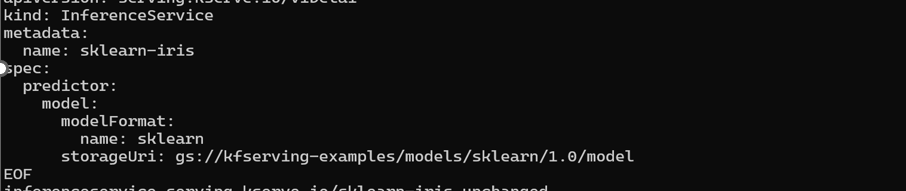 apiVersion: serving.kserve.io/v1beta1
kind: InferenceService
metadata:
  name: sklearn-iris
spec:
  predictor:
    model:
      modelFormat:
        name: sklearn
      storageUri: gs://kfserving-examples/models/sklearn/1.0/model
EOF
inferenceservice.serving.kserve.io/sklearn-iris unchanged